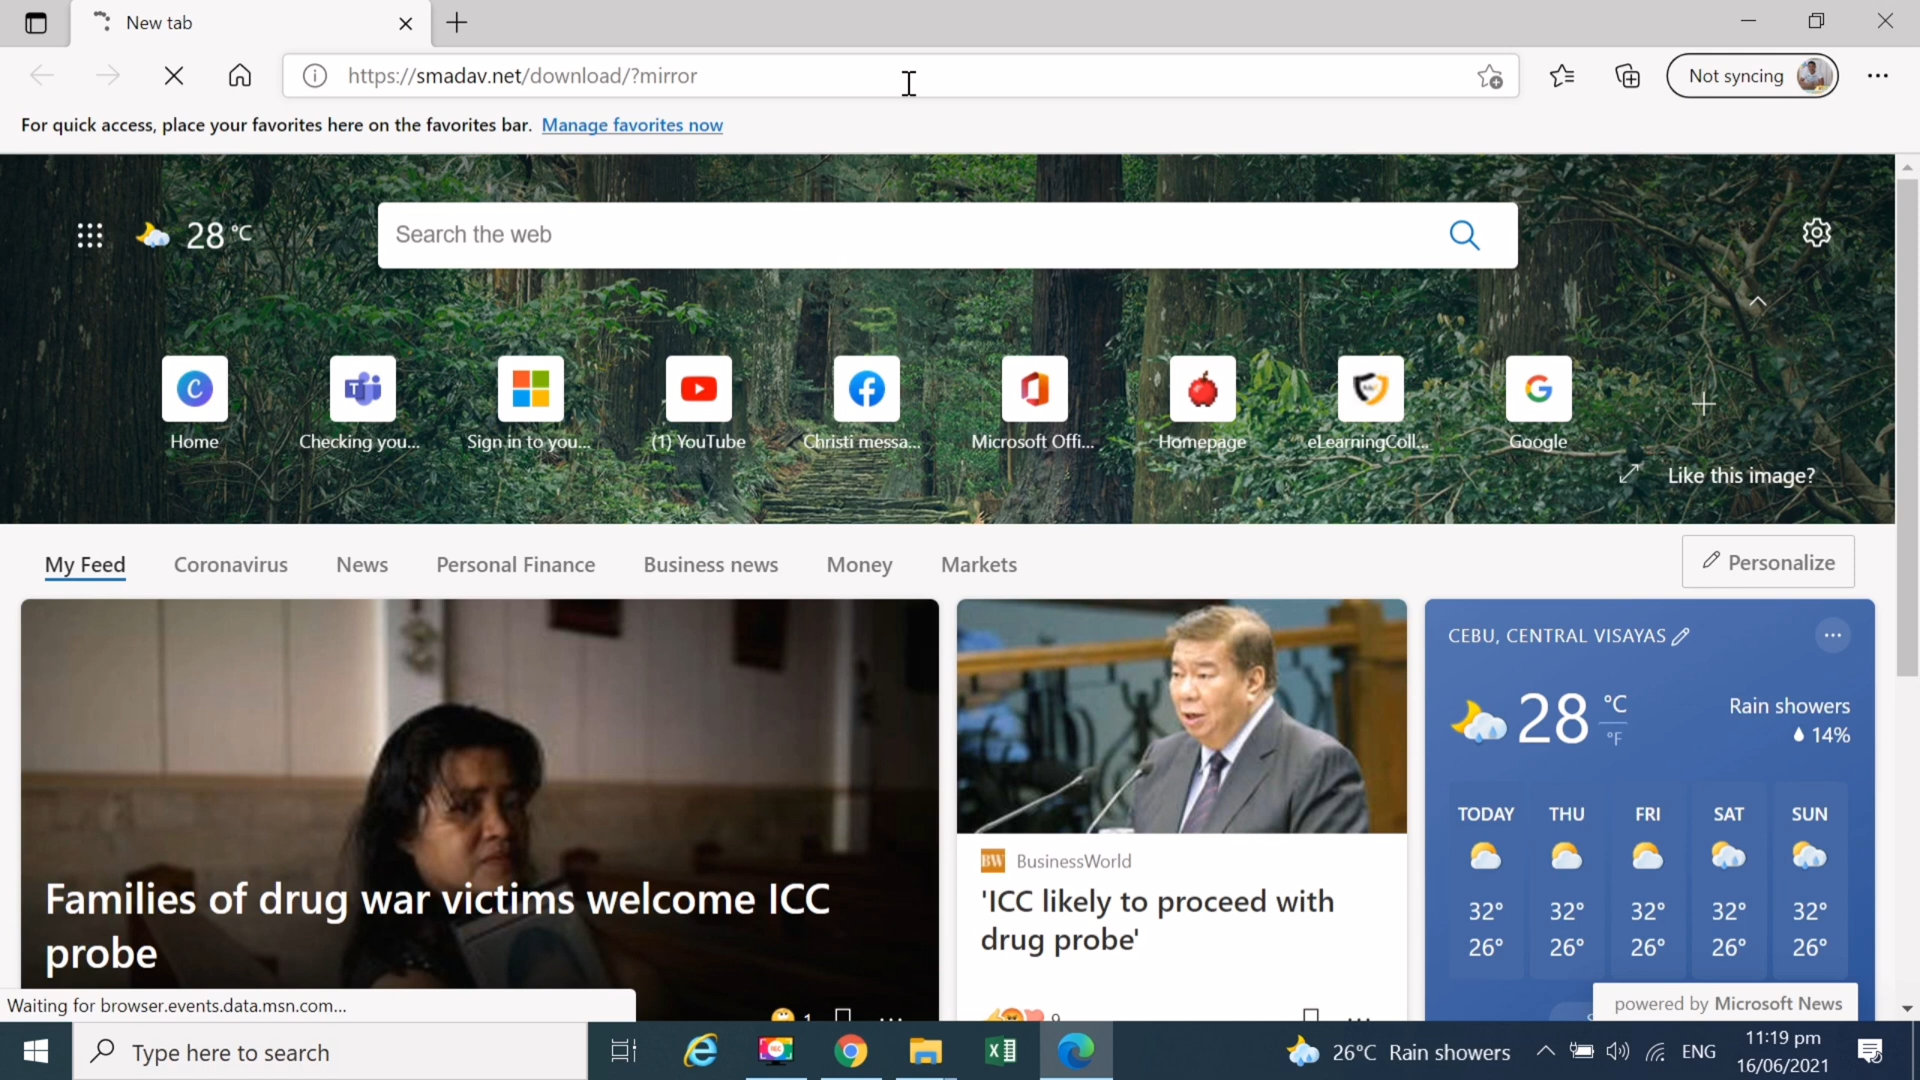 New tab
https://smadav.net/download/?mirror
Not syncing
For quick access, place your favorites here on the favorites bar. Manage favorites now
28 °C
Search the web
Home
Checking you...
Sign in to you...
(1) YouTube
Christi messa...
Microsoft Offi...
Homepage
eLearningColl...
Google
Like this image?
My Feed
Coronavirus
News
Personal Finance
Business news
Money
Markets
Personalize
Families of drug war victims welcome ICC
probe
1
BW BusinessWorld
'ICC likely to proceed with
drug probe'
9
CEBU, CENTRAL VISAYAS
28 °C
°F
Rain showers
14%
TODAY THU FRI SAT SUN
32° 32° 32° 32° 32°
26° 26° 26° 26° 26°
powered by Microsoft News
Waiting for browser.events.data.msn.com...
Type here to search
26°C Rain showers
ENG
11:19 pm
16/06/2021